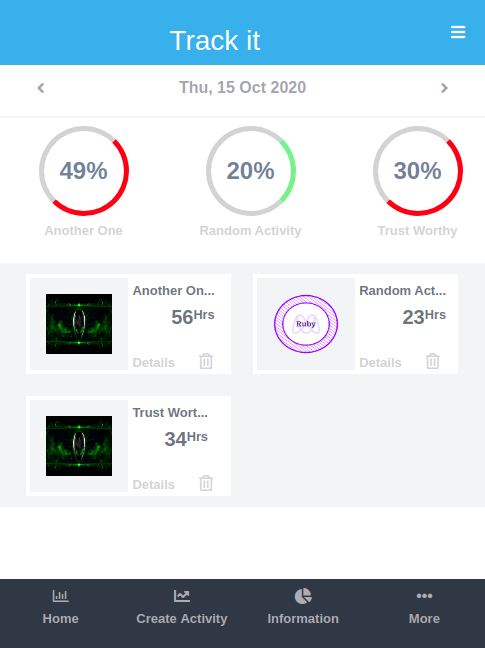 Track it
Thu, 15 Oct 2020
49%
20%
30%
Another One
Random Activity
Trust Worthy
Another On...
56Hrs
Details
Ruby
Random Act...
23Hrs
Details
Trust Wort...
34Hrs
Details
Home
Create Activity
Information
More